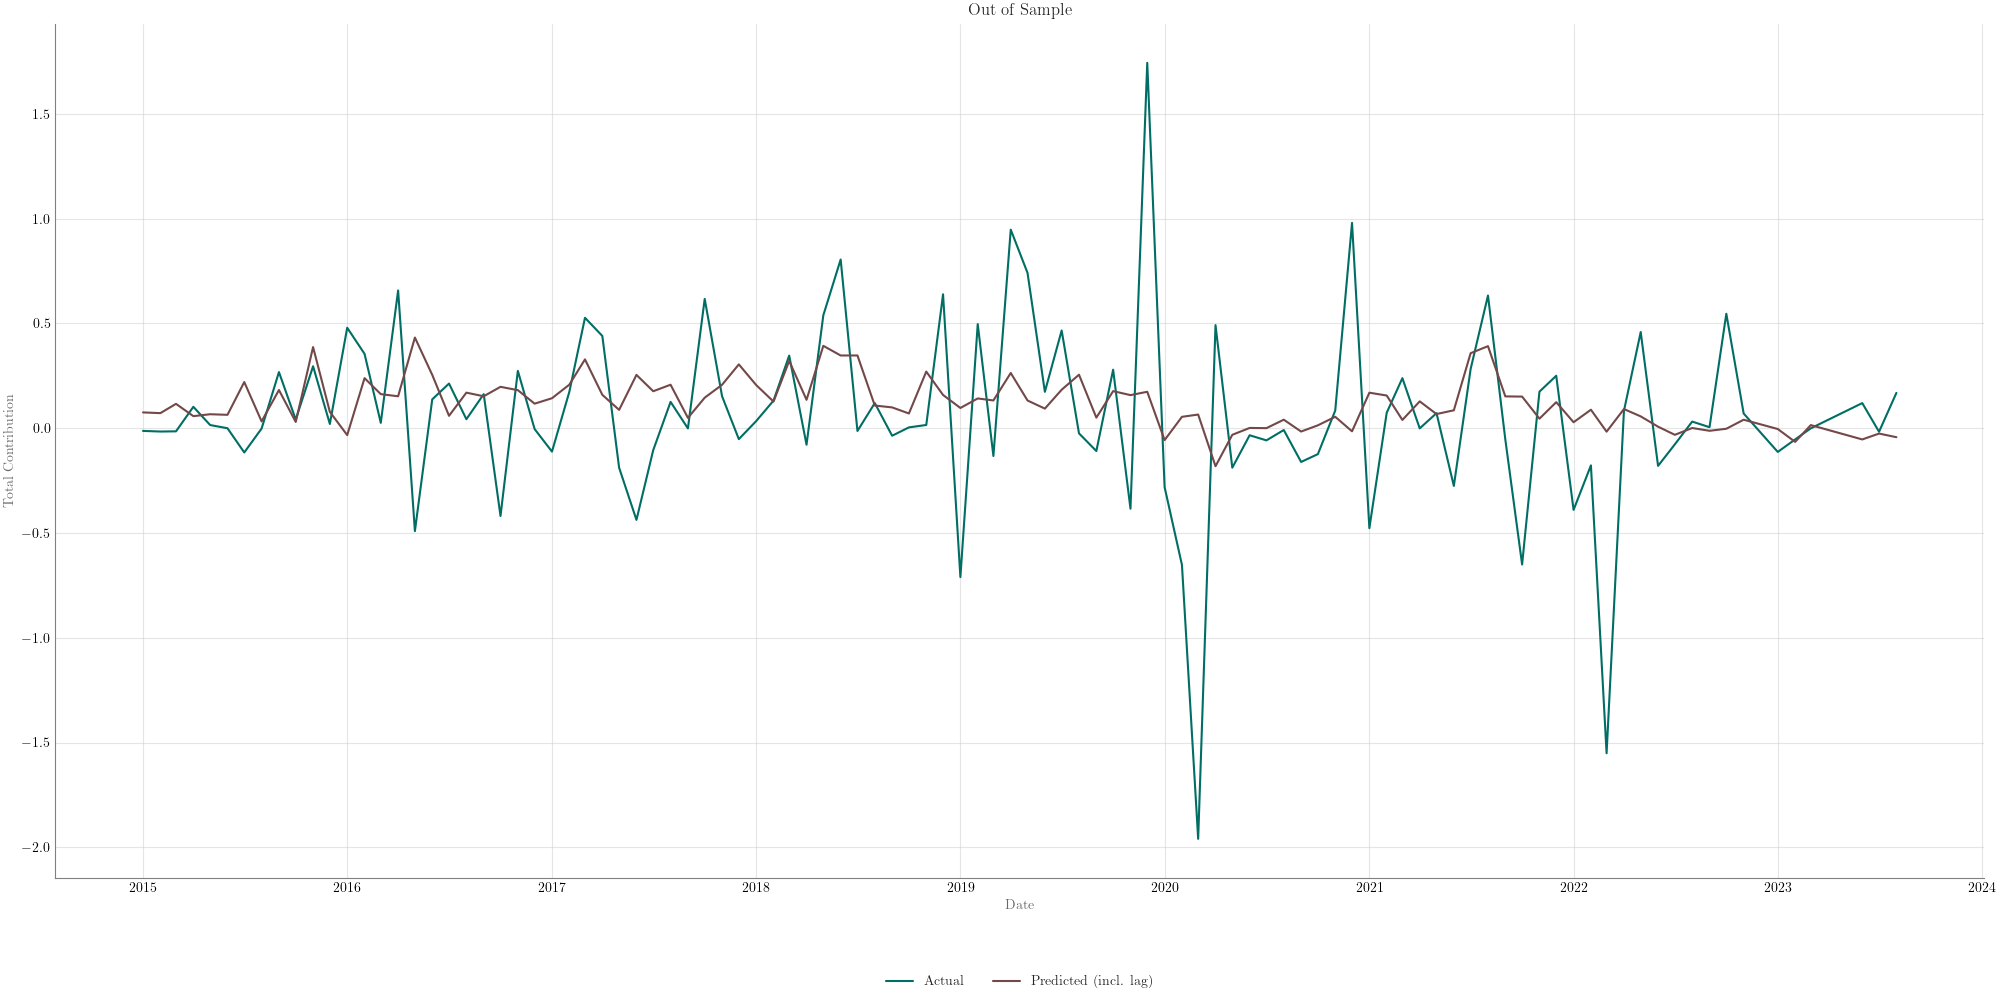 Out of Sample
Total Contribution
1.5
1.0
0.5
0.0
−0.5
−1.0
−1.5
−2.0
2015 2016 2017 2018 2019 2020 2021 2022 2023 2024
Date
Actual Predicted (incl. lag)